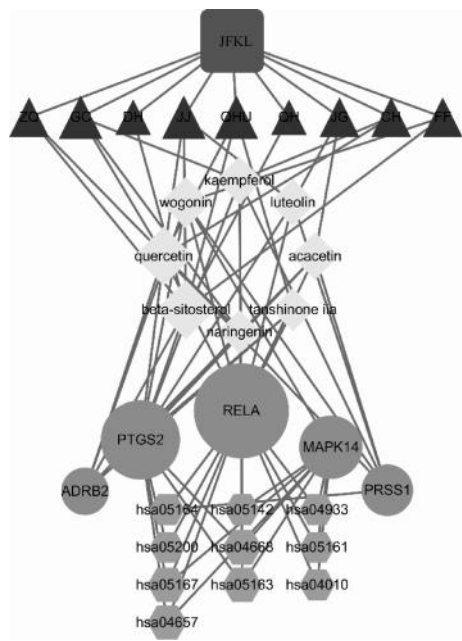 JFKL
ZQ GC DH JJ QHJ QH JG CH FF
kaempferol
wogonin luteolin
quercetin acacetin
beta-sitosterol tanshinone iia
naringenin
RELA
PTGS2 MAPK14
ADRB2 PRSS1
hsa05164 hsa05142 hsa04933
hsa05200 hsa04668 hsa05161
hsa05167 hsa05163 hsa04010
hsa04657